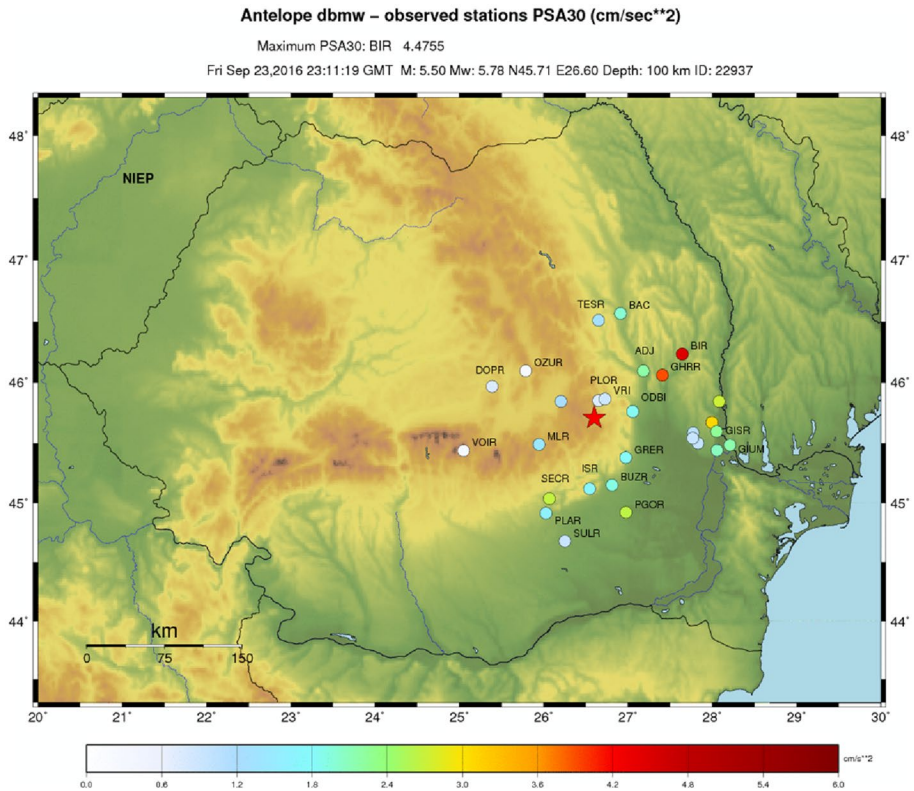 Antelope dbmw – observed stations PSA30 (cm/sec**2)
Maximum PSA30: BIR 4.4755
Fri Sep 23,2016 23:11:19 GMT M: 5.50 Mw: 5.78 N45.71 E26.60 Depth: 100 km ID: 22937
48˚ 48˚
NIEP
47˚ 47˚
TESR BAC
BIR
ADJ
GHRR
OZUR
DOPR
46˚ 46˚
PLOR
VRI
ODBI
GISR
MLR
VOIR
GIUM
GRER
ISR
BUZR
SECR
45˚ 45˚
PGOR
PLAR
SULR
44˚ 44˚
km
0 75 150
20˚ 21˚ 22˚ 23˚ 24˚ 25˚ 26˚ 27˚ 28˚ 29˚ 30˚
cm/s**2
0.0 0.6 1.2 1.8 2.4 3.0 3.6 4.2 4.8 5.4 6.0